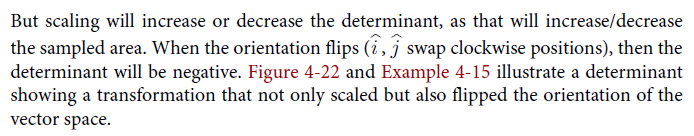 But scaling will increase or decrease the determinant, as that will increase/decrease
the sampled area. When the orientation flips (î, ĵ swap clockwise positions), then the
determinant will be negative. Figure 4-22 and Example 4-15 illustrate a determinant
showing a transformation that not only scaled but also flipped the orientation of the
vector space.